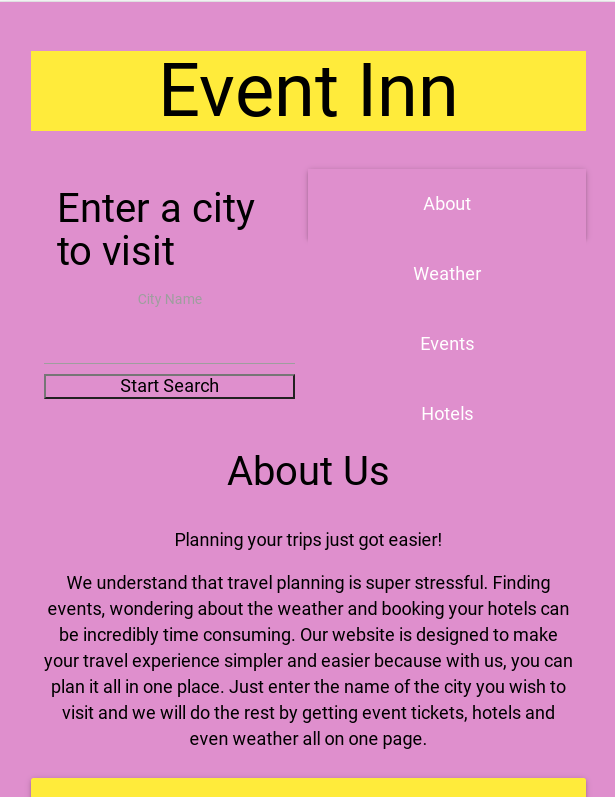 Event Inn
Enter a city
to visit
City Name
Start Search
About
Weather
Events
Hotels
About Us
Planning your trips just got easier!
We understand that travel planning is super stressful. Finding
events, wondering about the weather and booking your hotels can
be incredibly time consuming. Our website is designed to make
your travel experience simpler and easier because with us, you can
plan it all in one place. Just enter the name of the city you wish to
visit and we will do the rest by getting event tickets, hotels and
even weather all on one page.